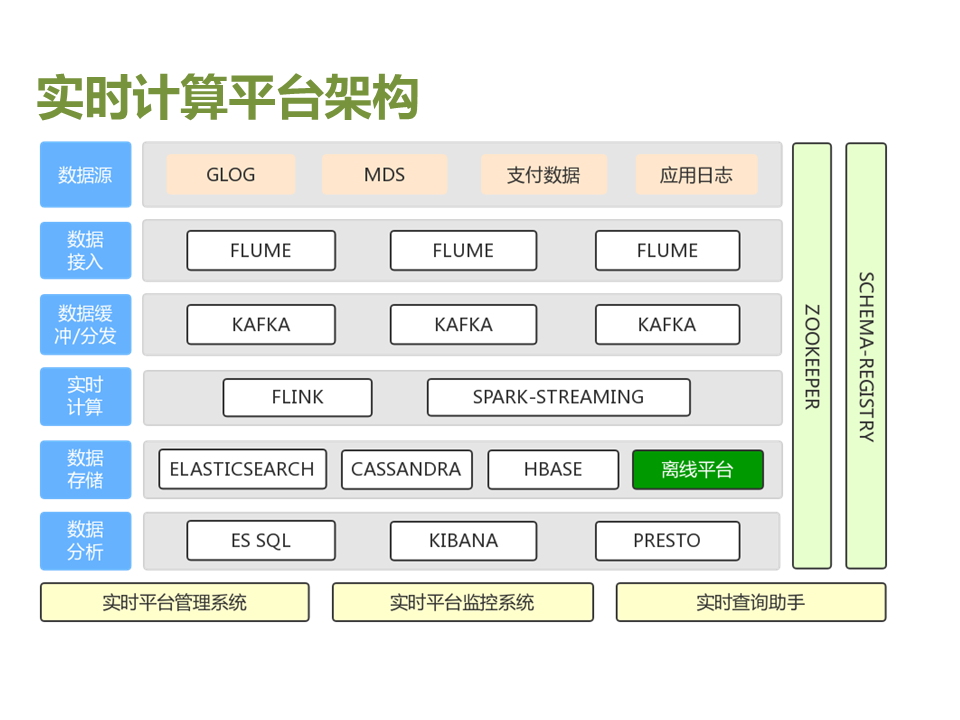 实时计算平台架构
数据源
GLOG
MDS
支付数据
应用日志
数据
接入
FLUME
FLUME
FLUME
数据缓
冲/分发
KAFKA
KAFKA
KAFKA
实时
计算
FLINK
SPARK-STREAMING
数据
存储
ELASTICSEARCH
CASSANDRA
HBASE
离线平台
数据
分析
ES SQL
KIBANA
PRESTO
ZOOKEEPER
SCHEMA-REGISTRY
实时平台管理系统
实时平台监控系统
实时查询助手